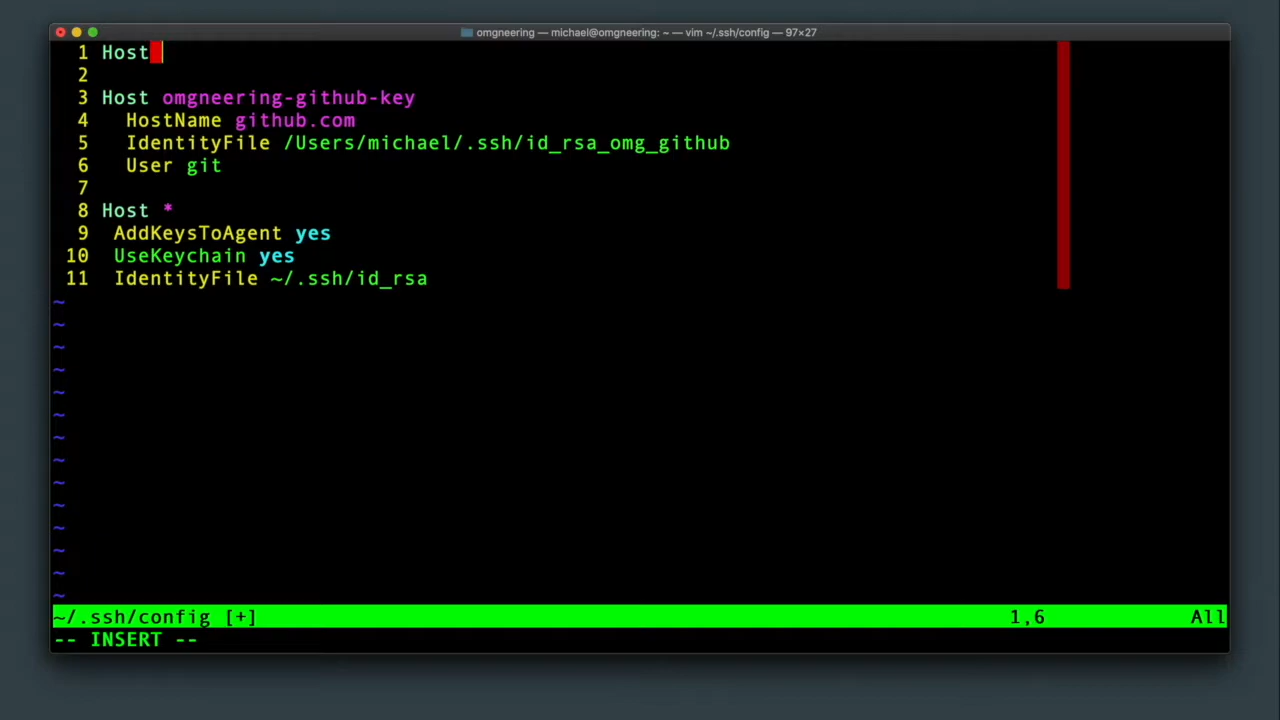 omgneering — michael@omgneering: ~ — vim ~/.ssh/config — 97×27
1 Host
2
3 Host omgneering-github-key
4 HostName github.com
5 IdentityFile /Users/michael/.ssh/id_rsa_omg_github
6 User git
7
8 Host *
9 AddKeysToAgent yes
10 UseKeychain yes
11 IdentityFile ~/.ssh/id_rsa
~
~
~
~
~
~
~
~
~
~
~
~
~
~
~/.ssh/config [+] 1,6 All
-- INSERT --